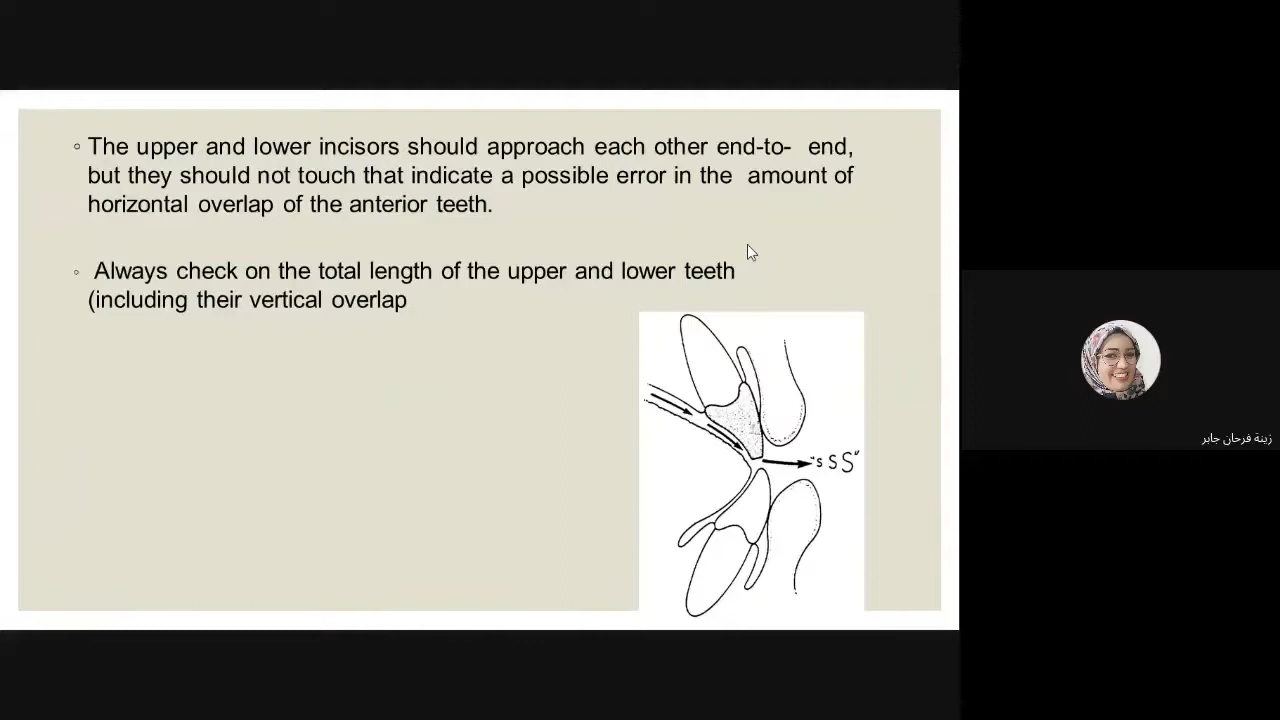 ◦ The upper and lower incisors should approach each other end-to- end,
but they should not touch that indicate a possible error in the amount of
horizontal overlap of the anterior teeth.
◦ Always check on the total length of the upper and lower teeth
(including their vertical overlap
"s S S"
زينة فرحان جابر